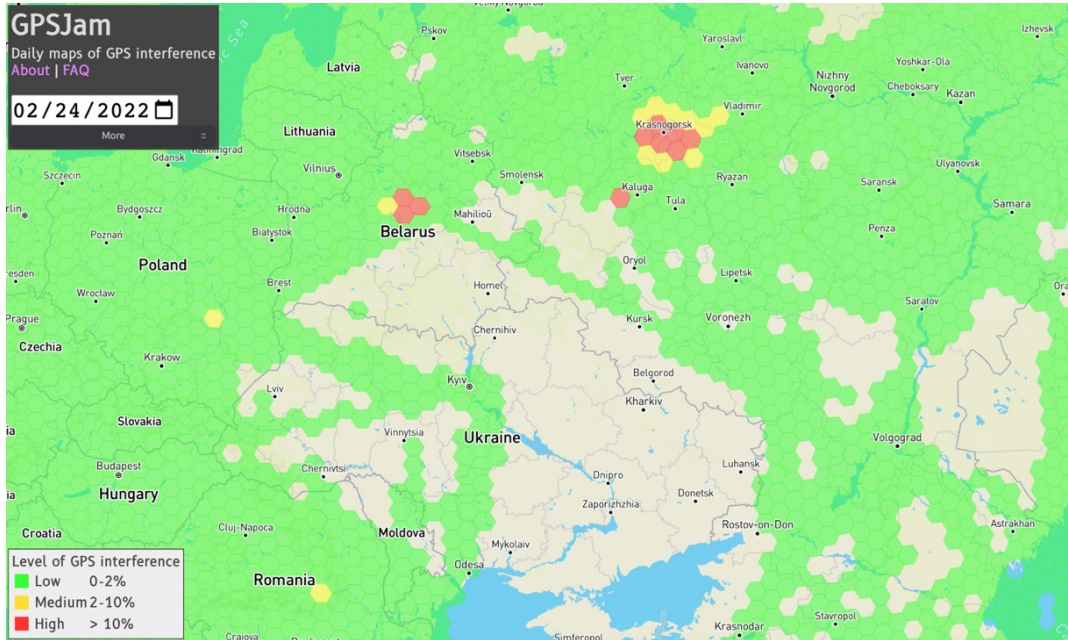 GPSJam
Daily maps of GPS interference
About | FAQ
02/24/2022
More
Veliky Novgorod
Pskov
Yaroslavl
Izhevsk
Latvia
Tver
Ivanovo
Nizhny
Novgorod
Yoshkar-Ola
Cheboksary
Kazan
Vladimir
Krasnogorsk
Lithuania
Kaliningrad
Gdansk
Vilnius
Vitsebsk
Smolensk
Ulyanovsk
Szczecin
Ryazan
Saransk
Kaluga
Tula
Samara
Bydgoszcz
Hrodna
Mahilioŭ
Penza
Poznań
Białystok
Belarus
Poland
Oryol
Lipetsk
Wrocław
Brest
Homel
Saratov
Prague
Chernihiv
Kursk
Voronezh
Czechia
Krakow
Kyiv
Belgorod
Lviv
Kharkiv
Slovakia
Vinnytsia
Ukraine
Volgograd
Budapest
Chernivtsi
Luhansk
Hungary
Dnipro
Donetsk
Zaporizhzhia
Cluj-Napoca
Moldova
Rostov-on-Don
Astrakhan
Croatia
Mykolaiv
Odesa
Level of GPS interference
Low 0-2%
Medium 2-10%
High > 10%
Romania
Stavropol
Krasnodar
Craiova
Simferopol